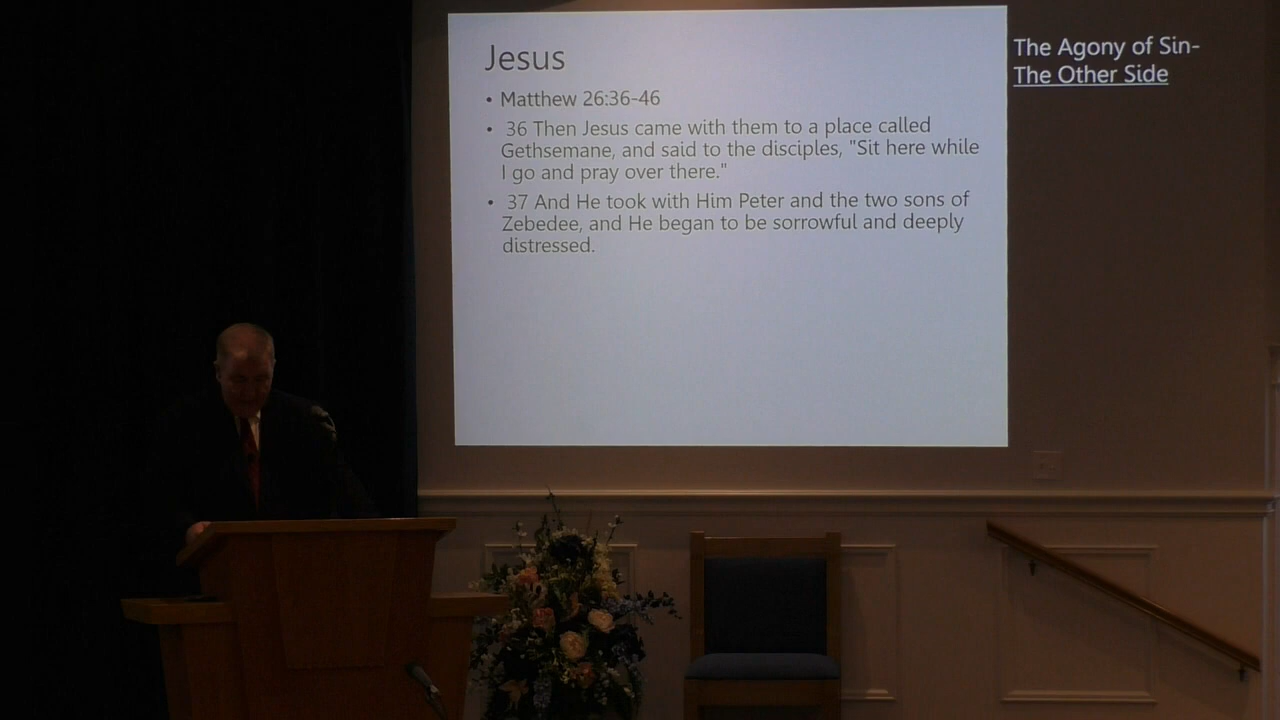 Jesus
• Matthew 26:36-46
• 36 Then Jesus came with them to a place called
Gethsemane, and said to the disciples, "Sit here while
I go and pray over there."
• 37 And He took with Him Peter and the two sons of
Zebedee, and He began to be sorrowful and deeply
distressed.
The Agony of Sin-
The Other Side